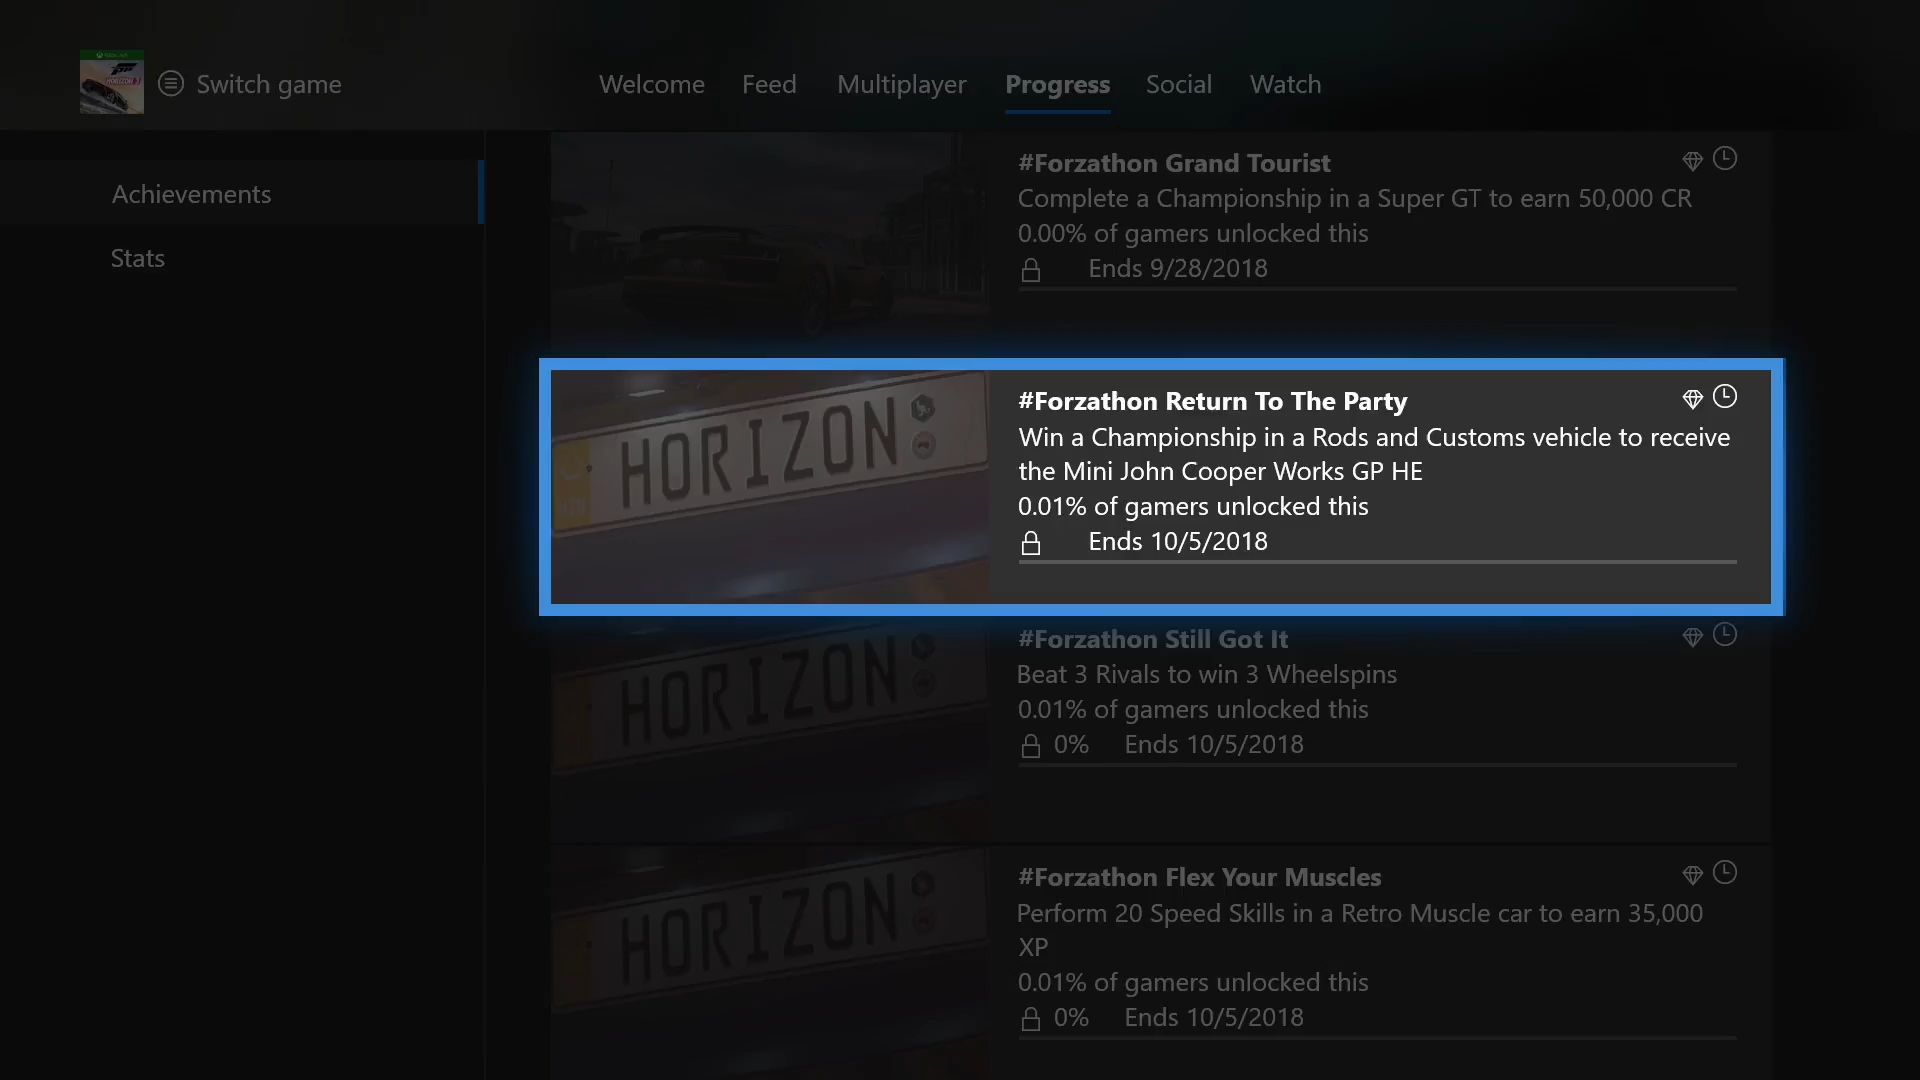 Switch game
Welcome
Feed
Multiplayer
Progress
Social
Watch
Achievements
Stats
#Forzathon Grand Tourist
Complete a Championship in a Super GT to earn 50,000 CR
0.00% of gamers unlocked this
Ends 9/28/2018
HORIZON
#Forzathon Return To The Party
Win a Championship in a Rods and Customs vehicle to receive
the Mini John Cooper Works GP HE
0.01% of gamers unlocked this
Ends 10/5/2018
HORIZON
#Forzathon Still Got It
Beat 3 Rivals to win 3 Wheelspins
0.01% of gamers unlocked this
0% Ends 10/5/2018
HORIZON
#Forzathon Flex Your Muscles
Perform 20 Speed Skills in a Retro Muscle car to earn 35,000
XP
0.01% of gamers unlocked this
0% Ends 10/5/2018